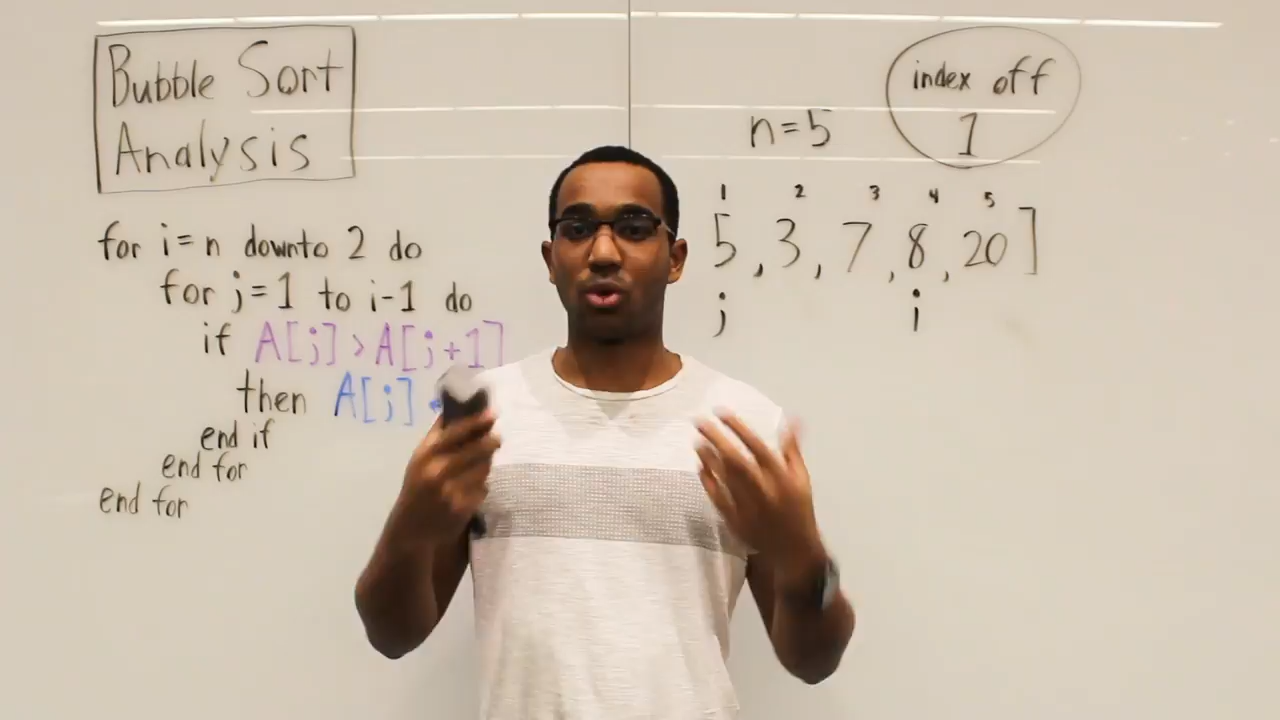 Bubble Sort
Analysis
for i=n downto 2 do
for j=1 to i-1 do
if A[j] > A[j+1]
then A[j]
end if
end for
end for
index off
1
n=5
1 2 3 4 5
5, 3, 7, 8, 20]
j i